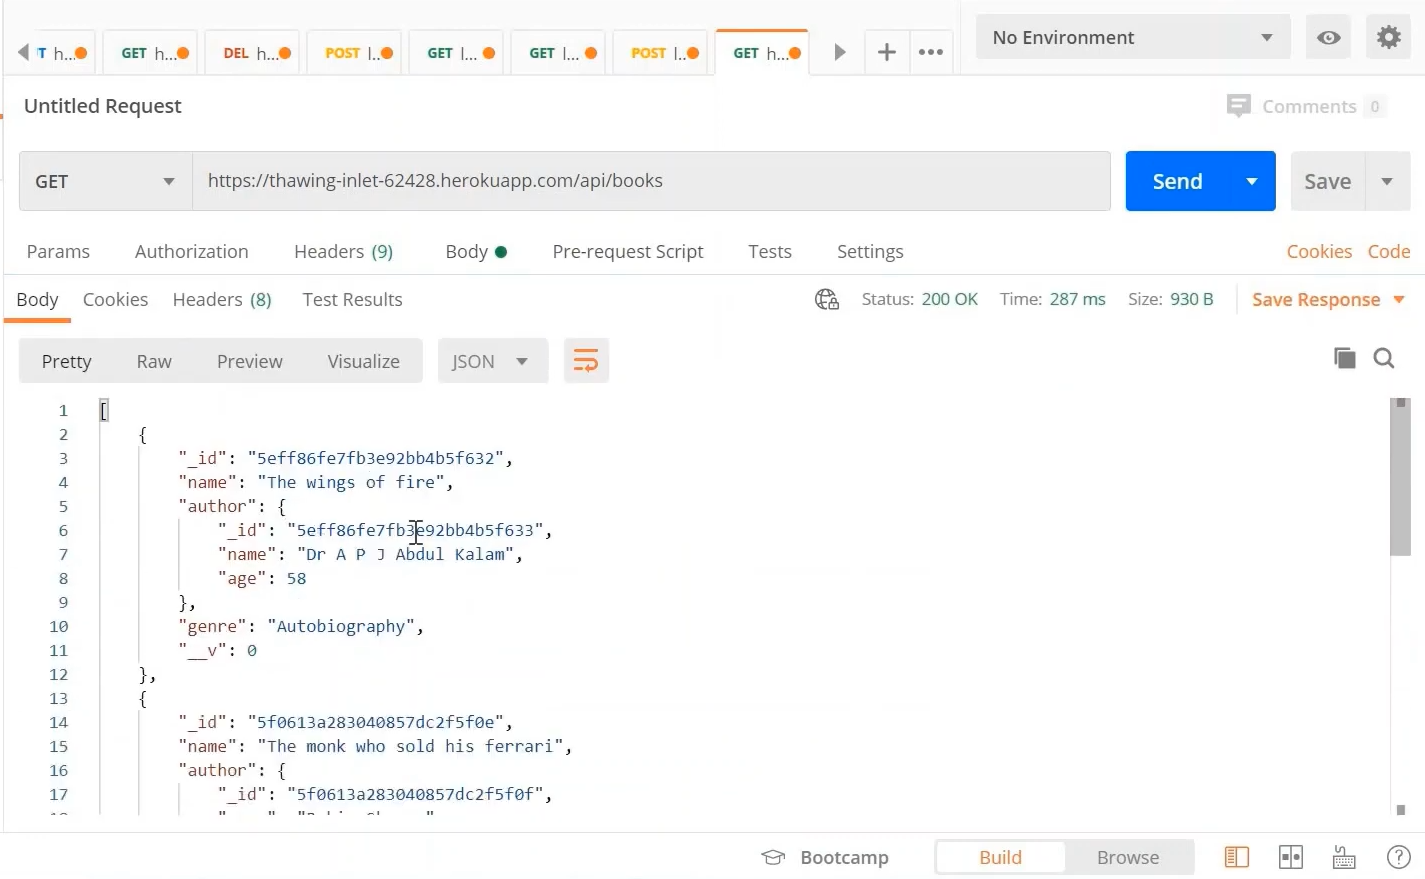 T h... GET h... DEL h... POST l... GET l... GET l... POST l... GET h... No Environment
Untitled Request Comments 0
GET https://thawing-inlet-62428.herokuapp.com/api/books Send Save
Params Authorization Headers (9) Body Pre-request Script Tests Settings Cookies Code
Body Cookies Headers (8) Test Results Status: 200 OK Time: 287 ms Size: 930 B Save Response
Pretty Raw Preview Visualize JSON
1 [
2 {
3 "_id": "5eff86fe7fb3e92bb4b5f632",
4 "name": "The wings of fire",
5 "author": {
6 "_id": "5eff86fe7fb3e92bb4b5f633",
7 "name": "Dr A P J Abdul Kalam",
8 "age": 58
9 },
10 "genre": "Autobiography",
11 "__v": 0
12 },
13 {
14 "_id": "5f0613a283040857dc2f5f0e",
15 "name": "The monk who sold his ferrari",
16 "author": {
17 "_id": "5f0613a283040857dc2f5f0f",
Bootcamp Build Browse